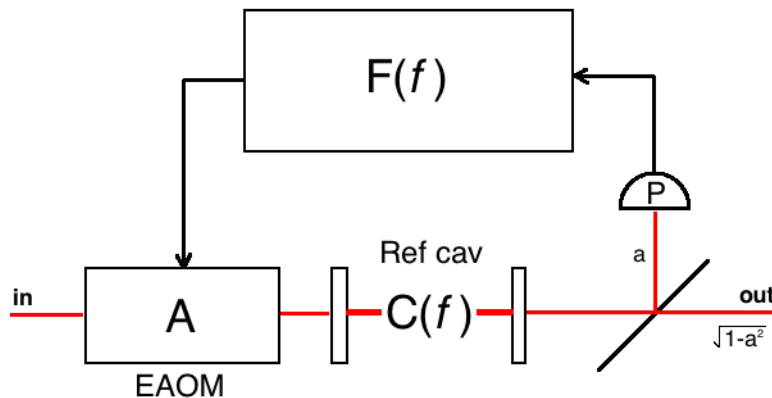 F(f)
P
Ref cav
a
in
A
C(f)
out
√1-a²
EAOM